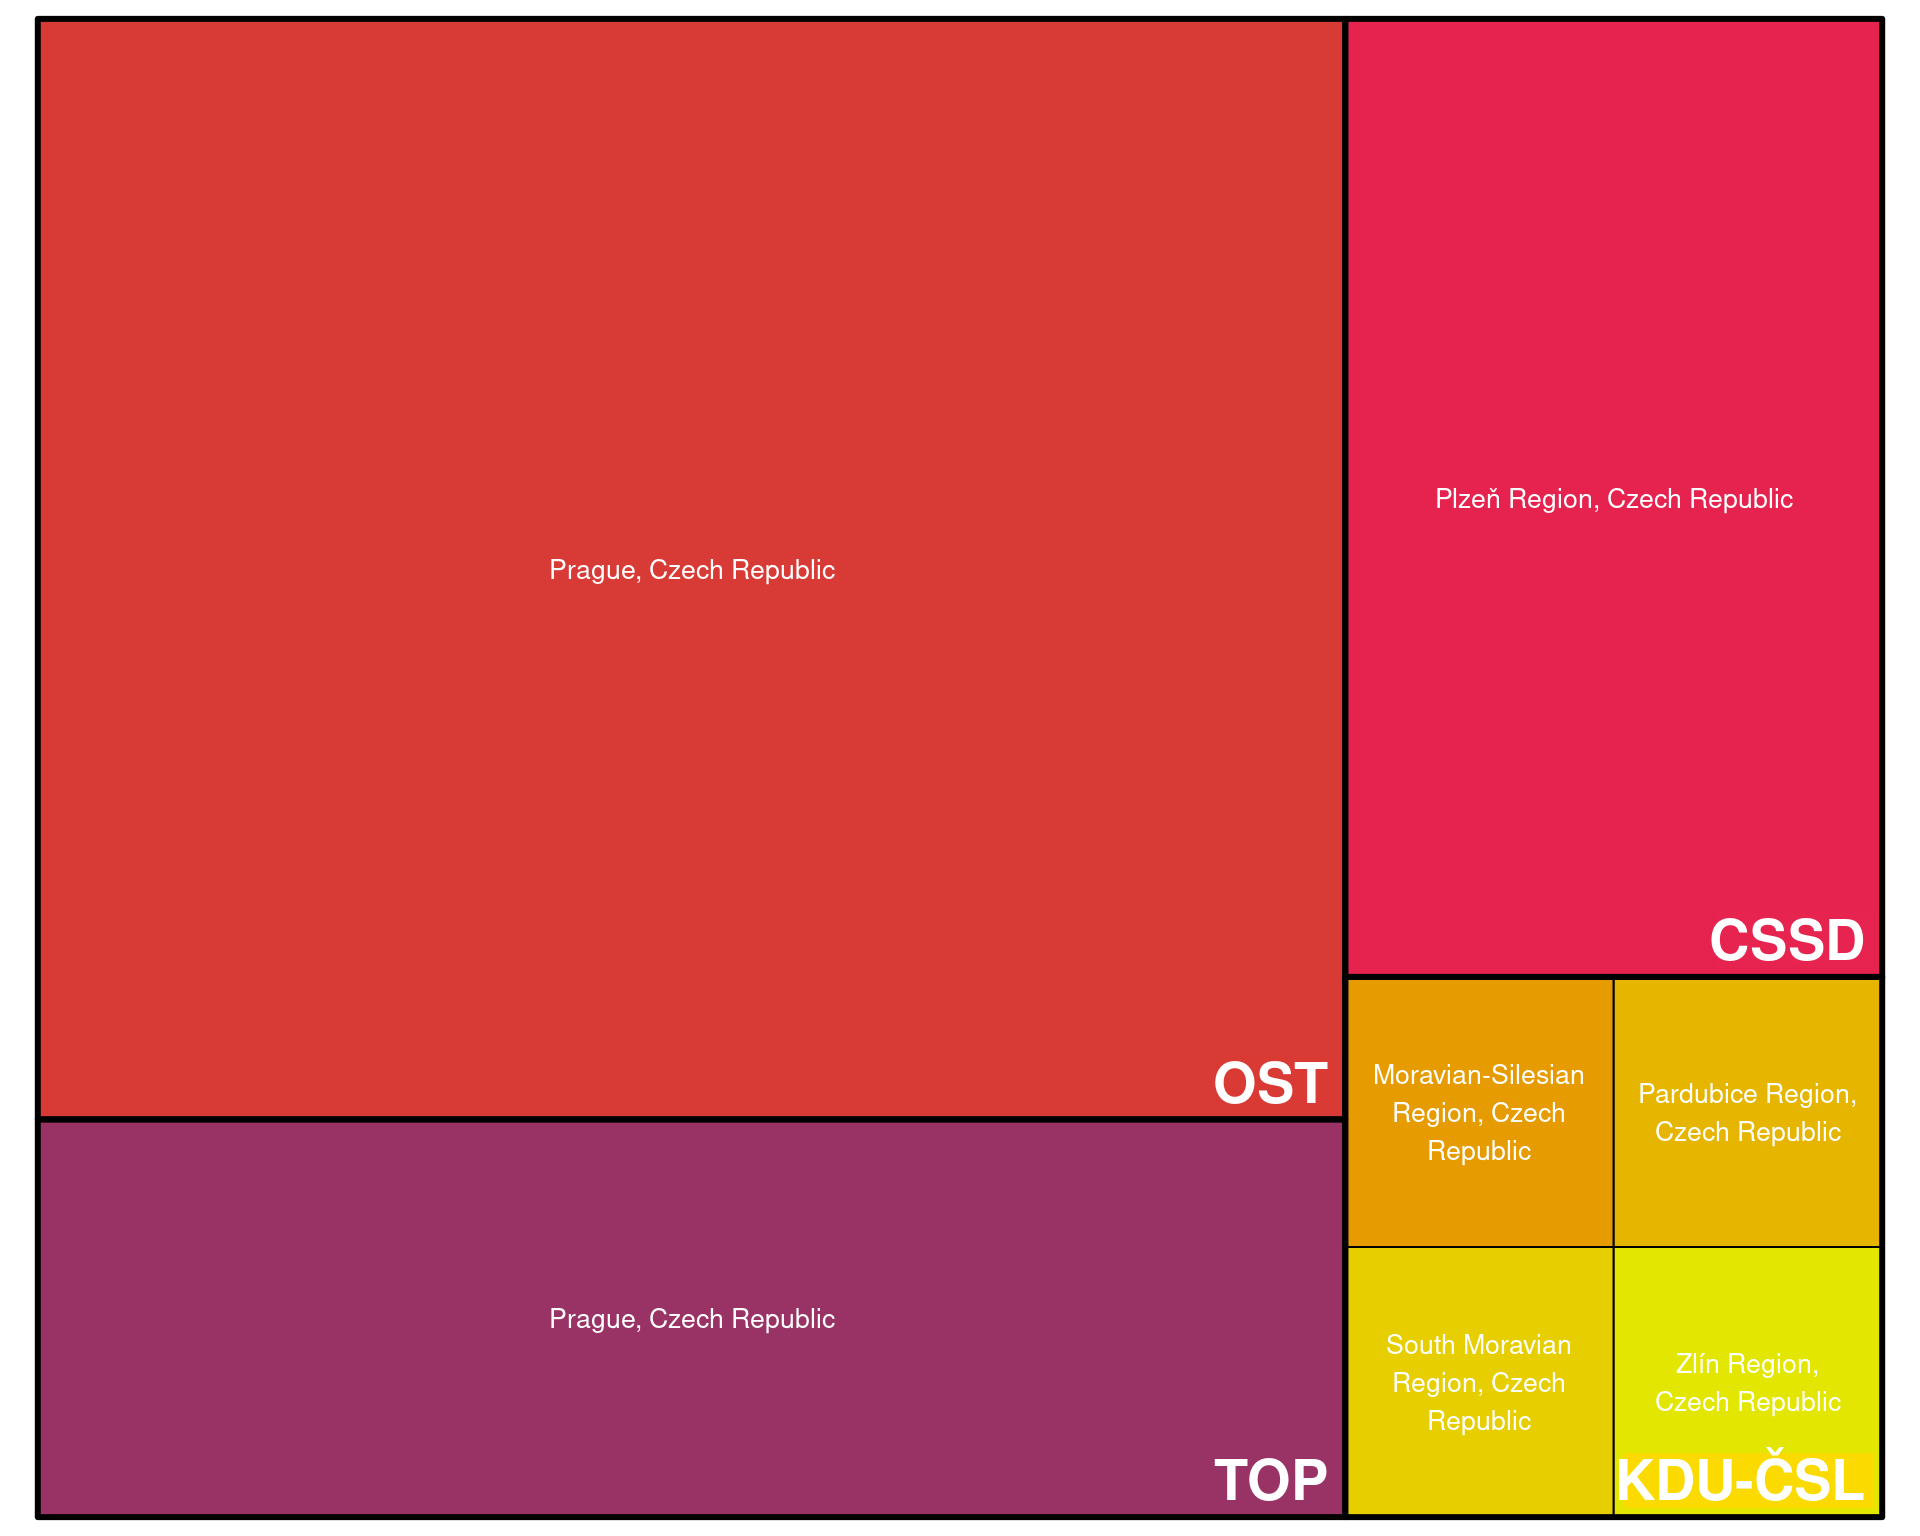 Prague, Czech Republic
OST
Prague, Czech Republic
TOP
Plzeň Region, Czech Republic
CSSD
Moravian-Silesian
Region, Czech
Republic
Pardubice Region,
Czech Republic
South Moravian
Region, Czech
Republic
Zlín Region,
Czech Republic
KDU-ČSL